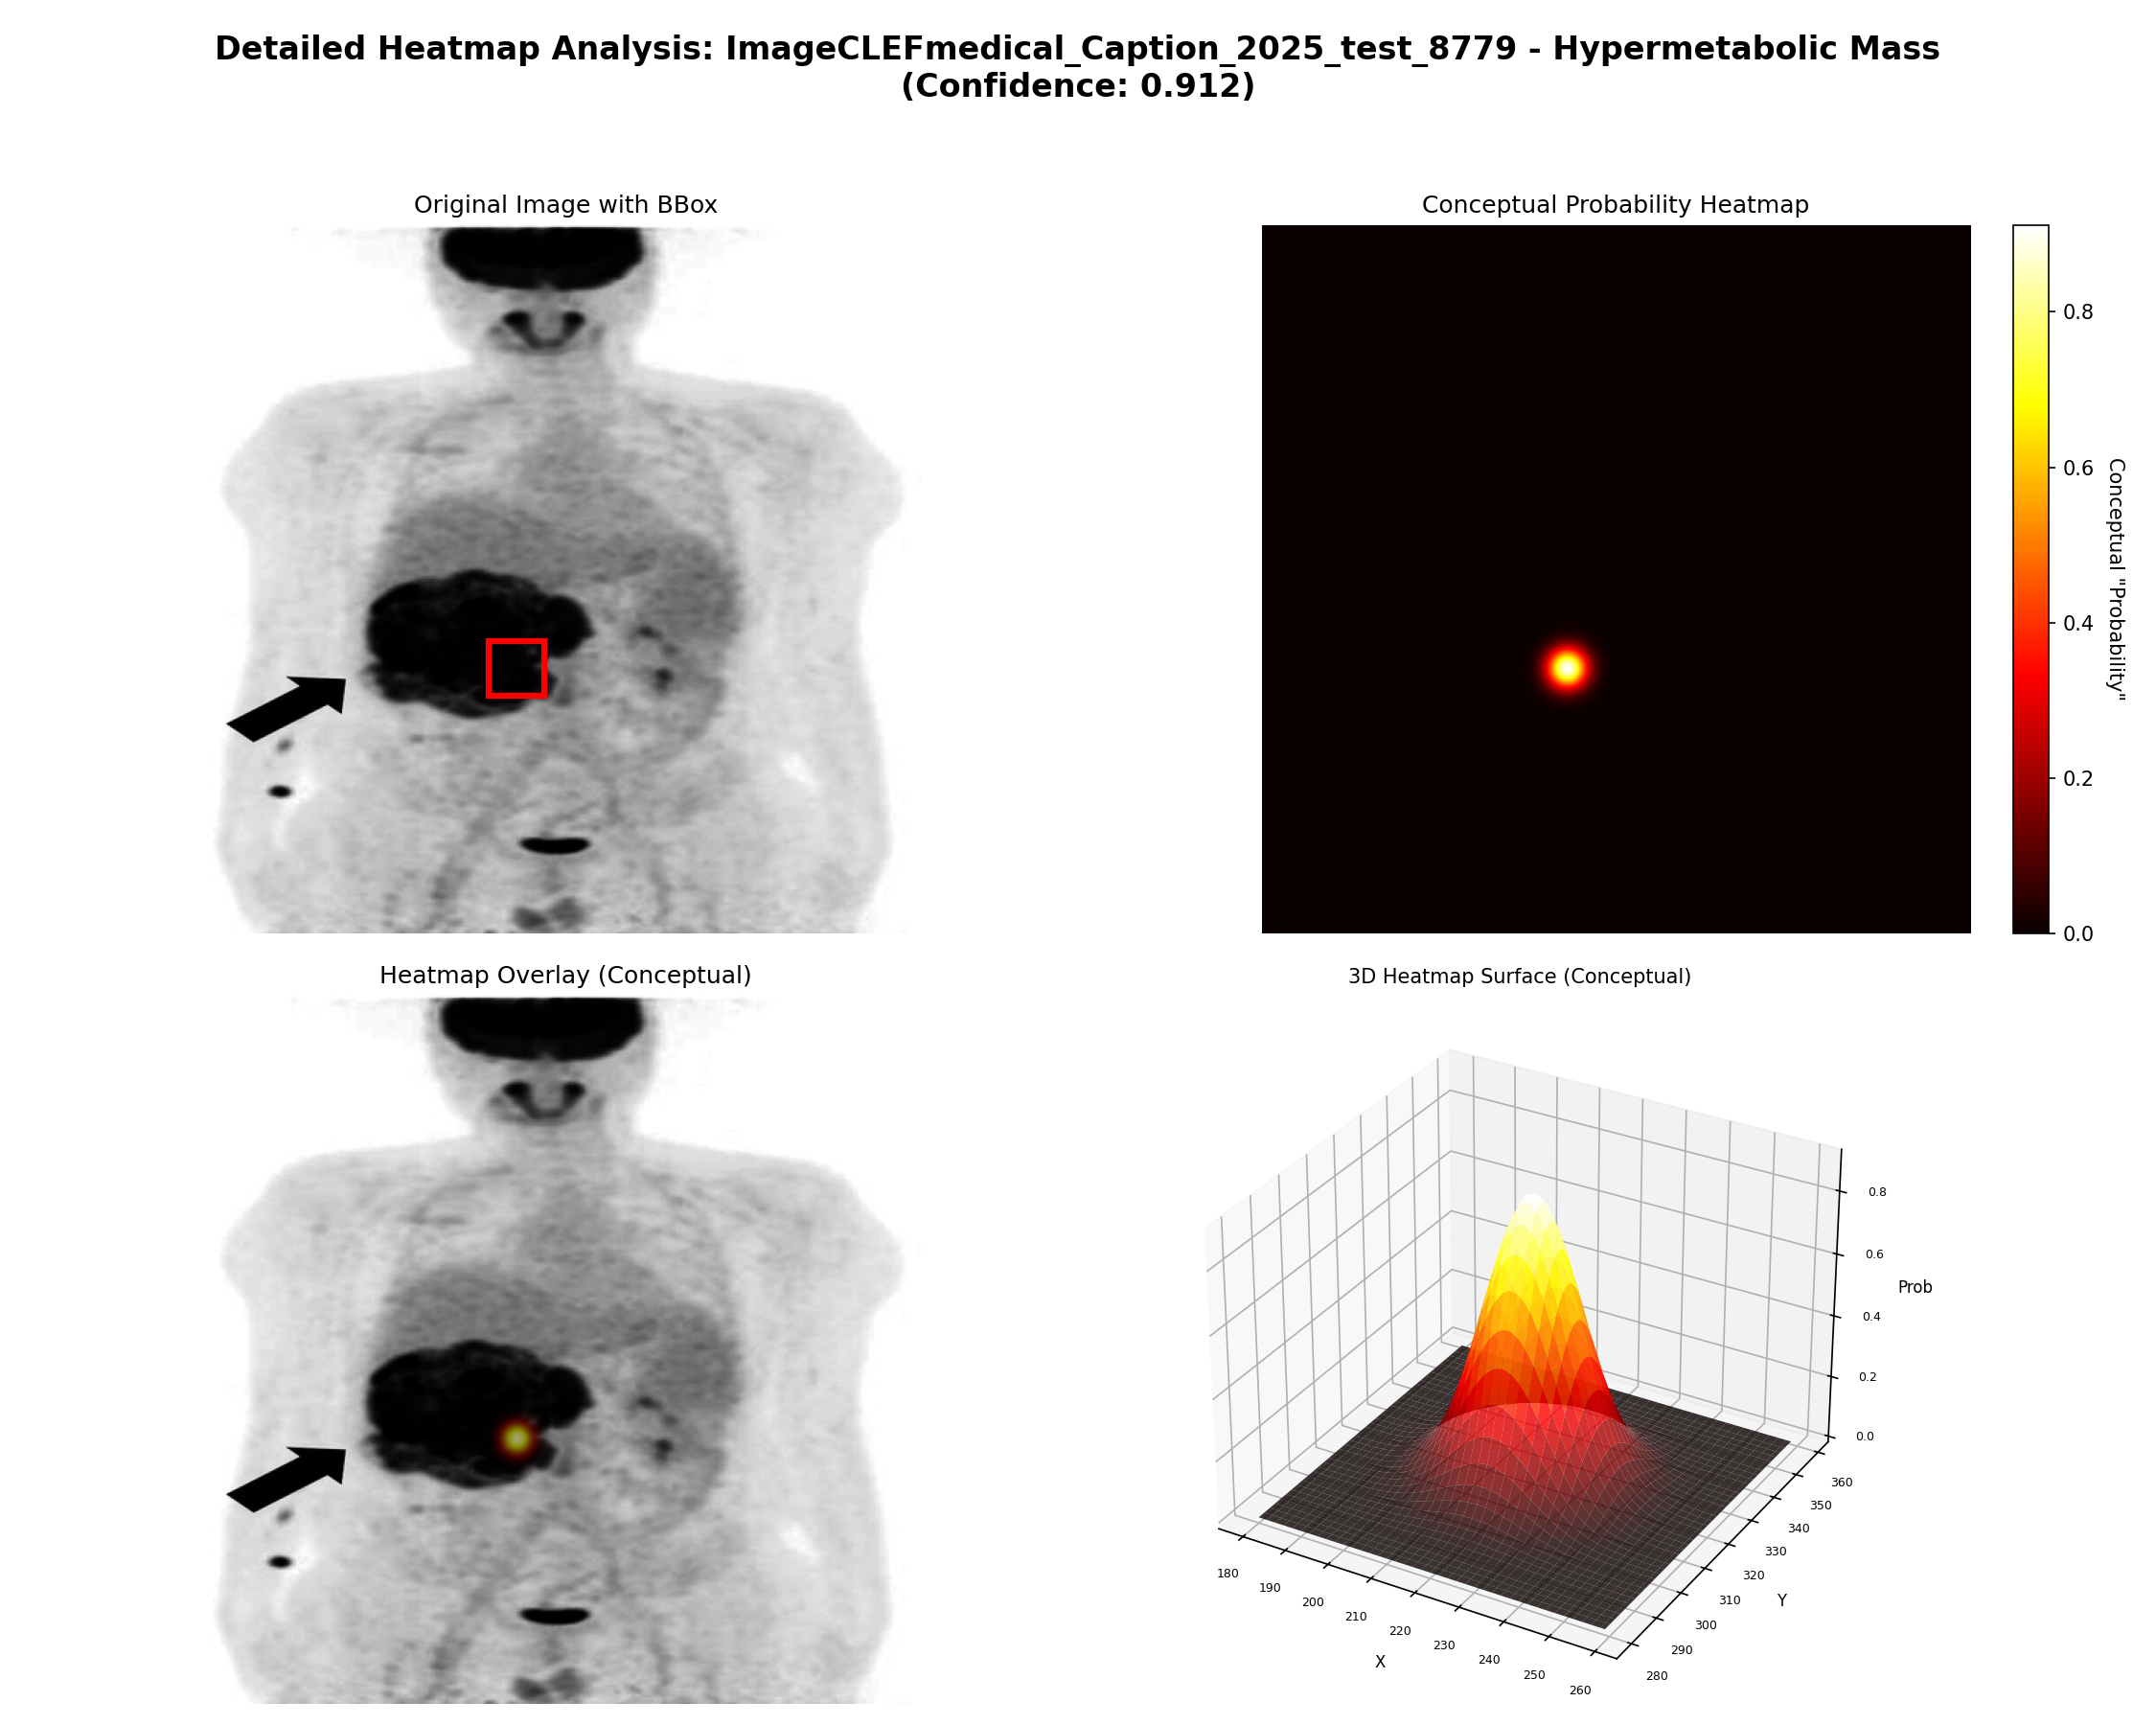 Detailed Heatmap Analysis: ImageCLEFmedical_Caption_2025_test_8779 - Hypermetabolic Mass
(Confidence: 0.912)
Original Image with BBox
Conceptual Probability Heatmap
0.8
0.6
0.4
0.2
0.0
Conceptual "Probability"
Heatmap Overlay (Conceptual)
3D Heatmap Surface (Conceptual)
0.8
0.6
0.4
0.2
0.0
Prob
180
190
200
210
220
230
240
250
260
X
280
290
300
310
320
330
340
350
360
Y